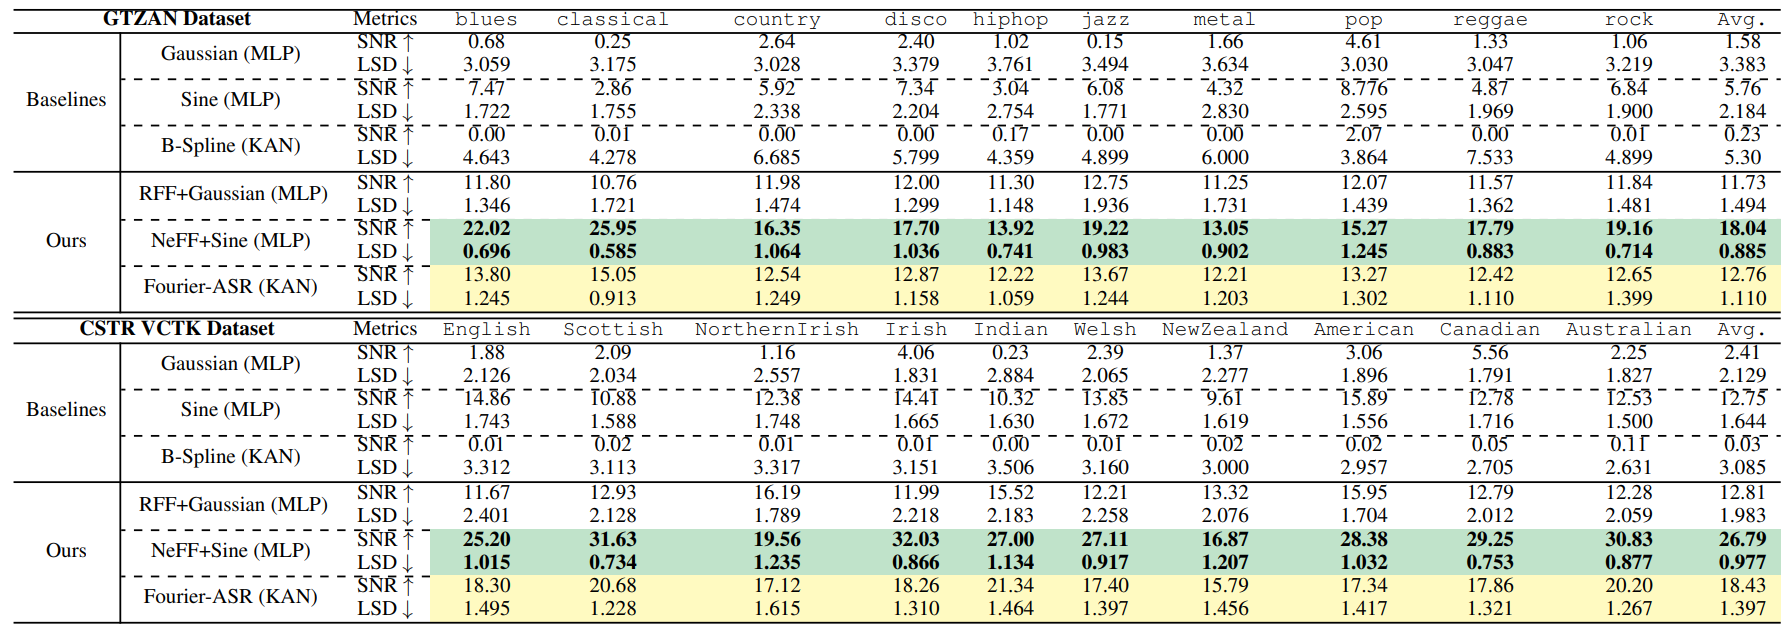 GTZAN Dataset Metrics blues classical country disco hiphop jazz metal pop reggae rock Avg.
Baselines
Gaussian (MLP)
SNR ↑ 0.68 0.25 2.64 2.40 1.02 0.15 1.66 4.61 1.33 1.06 1.58
LSD ↓ 3.059 3.175 3.028 3.379 3.761 3.494 3.634 3.030 3.047 3.219 3.383
Sine (MLP)
SNR ↑ 7.47 2.86 5.92 7.34 3.04 6.08 4.32 8.776 4.87 6.84 5.76
LSD ↓ 1.722 1.755 2.338 2.204 2.754 1.771 2.830 2.595 1.969 1.900 2.184
B-Spline (KAN)
SNR ↑ 0.00 0.01 0.00 0.00 0.17 0.00 0.00 2.07 0.00 0.01 0.23
LSD ↓ 4.643 4.278 6.685 5.799 4.359 4.899 6.000 3.864 7.533 4.899 5.30
Ours
RFF+Gaussian (MLP)
SNR ↑ 11.80 10.76 11.98 12.00 11.30 12.75 11.25 12.07 11.57 11.84 11.73
LSD ↓ 1.346 1.721 1.474 1.299 1.148 1.936 1.731 1.439 1.362 1.481 1.494
NeFF+Sine (MLP)
SNR ↑ 22.02 25.95 16.35 17.70 13.92 19.22 13.05 15.27 17.79 19.16 18.04
LSD ↓ 0.696 0.585 1.064 1.036 0.741 0.983 0.902 1.245 0.883 0.714 0.885
Fourier-ASR (KAN)
SNR ↑ 13.80 15.05 12.54 12.87 12.22 13.67 12.21 13.27 12.42 12.65 12.76
LSD ↓ 1.245 0.913 1.249 1.158 1.059 1.244 1.203 1.302 1.110 1.399 1.110
CSTR VCTK Dataset Metrics English Scottish NorthernIrish Irish Indian Welsh NewZealand American Canadian Australian Avg.
Baselines
Gaussian (MLP)
SNR ↑ 1.88 2.09 1.16 4.06 0.23 2.39 1.37 3.06 5.56 2.25 2.41
LSD ↓ 2.126 2.034 2.557 1.831 2.884 2.065 2.277 1.896 1.791 1.827 2.129
Sine (MLP)
SNR ↑ 14.86 10.88 12.38 14.41 10.32 13.85 9.61 15.89 12.78 12.53 12.75
LSD ↓ 1.743 1.588 1.748 1.665 1.630 1.672 1.619 1.556 1.716 1.500 1.644
B-Spline (KAN)
SNR ↑ 0.01 0.02 0.01 0.01 0.00 0.01 0.02 0.02 0.05 0.11 0.03
LSD ↓ 3.312 3.113 3.317 3.151 3.506 3.160 3.000 2.957 2.705 2.631 3.085
Ours
RFF+Gaussian (MLP)
SNR ↑ 11.67 12.93 16.19 11.99 15.52 12.21 13.32 15.95 12.79 12.28 12.81
LSD ↓ 2.401 2.128 1.789 2.218 2.183 2.258 2.076 1.704 2.012 2.059 1.983
NeFF+Sine (MLP)
SNR ↑ 25.20 31.63 19.56 32.03 27.00 27.11 16.87 28.38 29.25 30.83 26.79
LSD ↓ 1.015 0.734 1.235 0.866 1.134 0.917 1.207 1.032 0.753 0.877 0.977
Fourier-ASR (KAN)
SNR ↑ 18.30 20.68 17.12 18.26 21.34 17.40 15.79 17.34 17.86 20.20 18.43
LSD ↓ 1.495 1.228 1.615 1.310 1.464 1.397 1.456 1.417 1.321 1.267 1.397